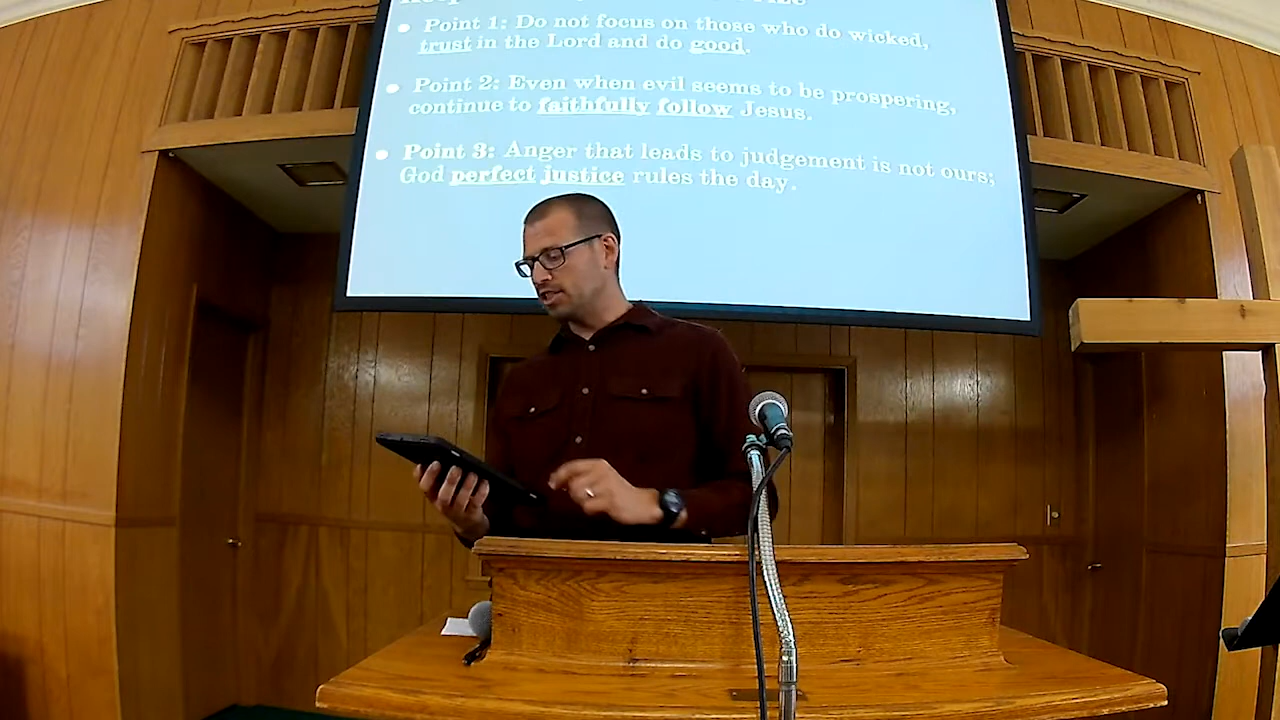 • Point 1: Do not focus on those who do wicked,
trust in the Lord and do good.
• Point 2: Even when evil seems to be prospering,
continue to faithfully follow Jesus.
• Point 3: Anger that leads to judgement is not ours;
God perfect justice rules the day.